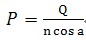 P = Q / (n cos a)